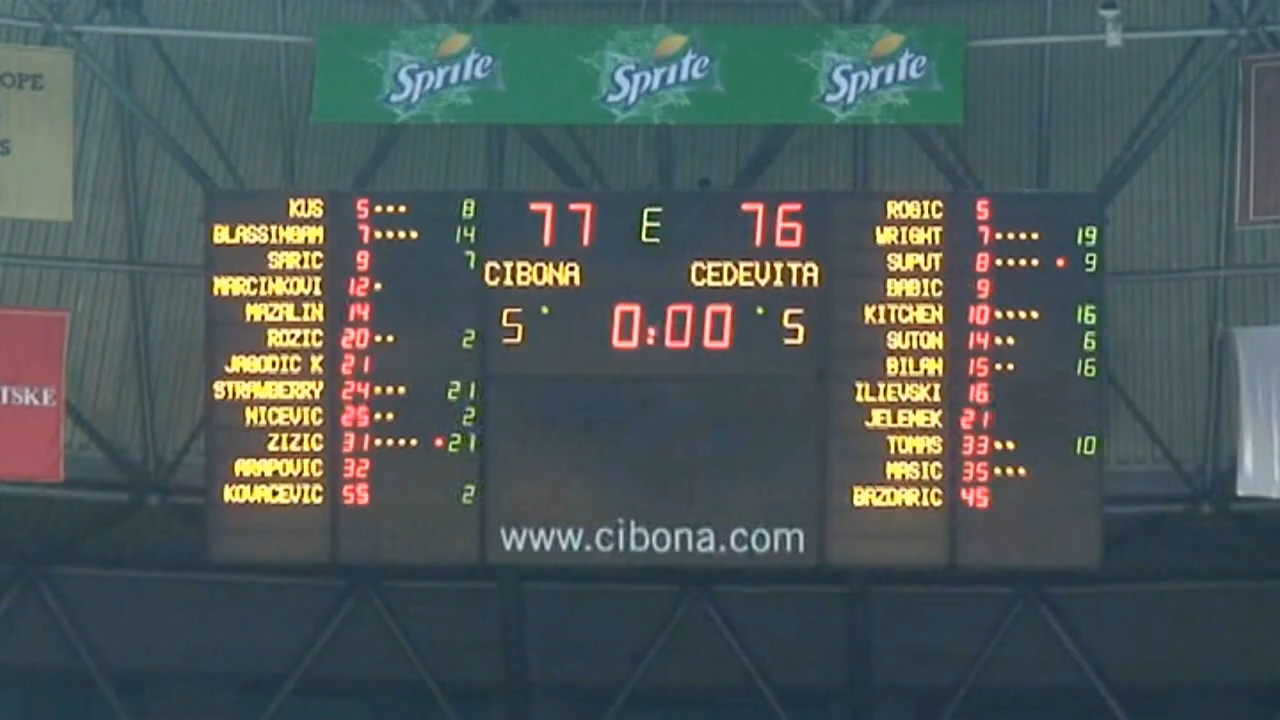 Sprite Sprite Sprite
OPE
S
TSKE
KUS 5 8
BLASSINGAM 7 14
SARIC 9 7
MARCINKOVI 12
MAZALIN 14
ROZIC 20 2
JAGODIC K 21
STRAWBERRY 24 21
NICEVIC 25 2
ZIZIC 31 21
ARAPOVIC 32
KOVACEVIC 55 2
77 E 76
CIBONA CEDEVITA
5 0:00 5
www.cibona.com
ROGIC 5
WRIGHT 7 19
SUPUT 8 9
BABIC 9
KITCHEN 10 16
SUTON 14 6
BILAN 15 16
ILIEVSKI 16
JELENEK 21
TOMAS 33 10
MASIC 35
BAZDARIC 45